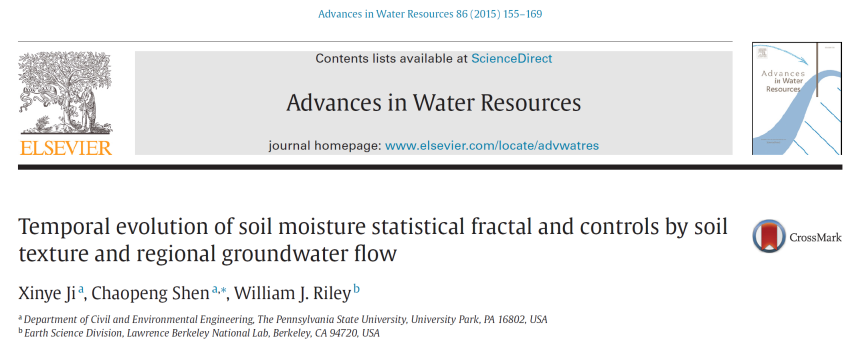 Advances in Water Resources 86 (2015) 155–169
Contents lists available at ScienceDirect
Advances in Water Resources
journal homepage: www.elsevier.com/locate/advwatres
ELSEVIER
Advances
in Water
Resources
Temporal evolution of soil moisture statistical fractal and controls by soil
texture and regional groundwater flow
CrossMark
Xinye Ji a, Chaopeng Shen a,*, William J. Riley b
a Department of Civil and Environmental Engineering, The Pennsylvania State University, University Park, PA 16802, USA
b Earth Science Division, Lawrence Berkeley National Lab, Berkeley, CA 94720, USA